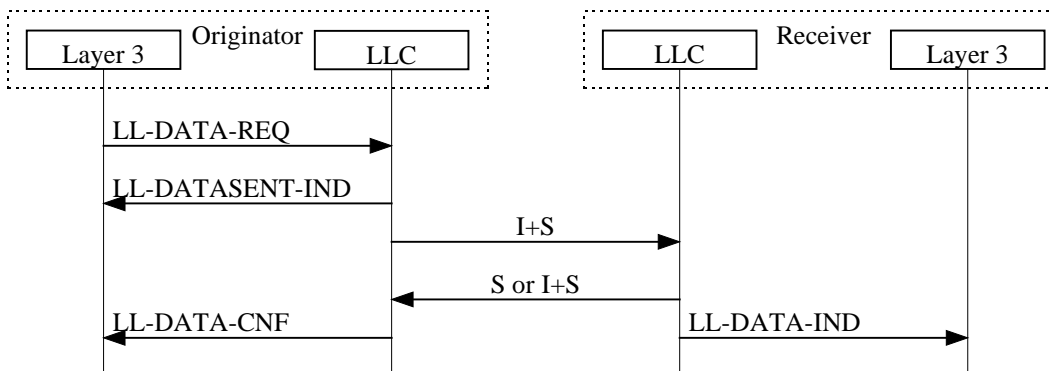 Originator
Receiver
Layer 3
LLC
LLC
Layer 3
LL-DATA-REQ
LL-DATASENT-IND
I+S
S or I+S
LL-DATA-CNF
LL-DATA-IND